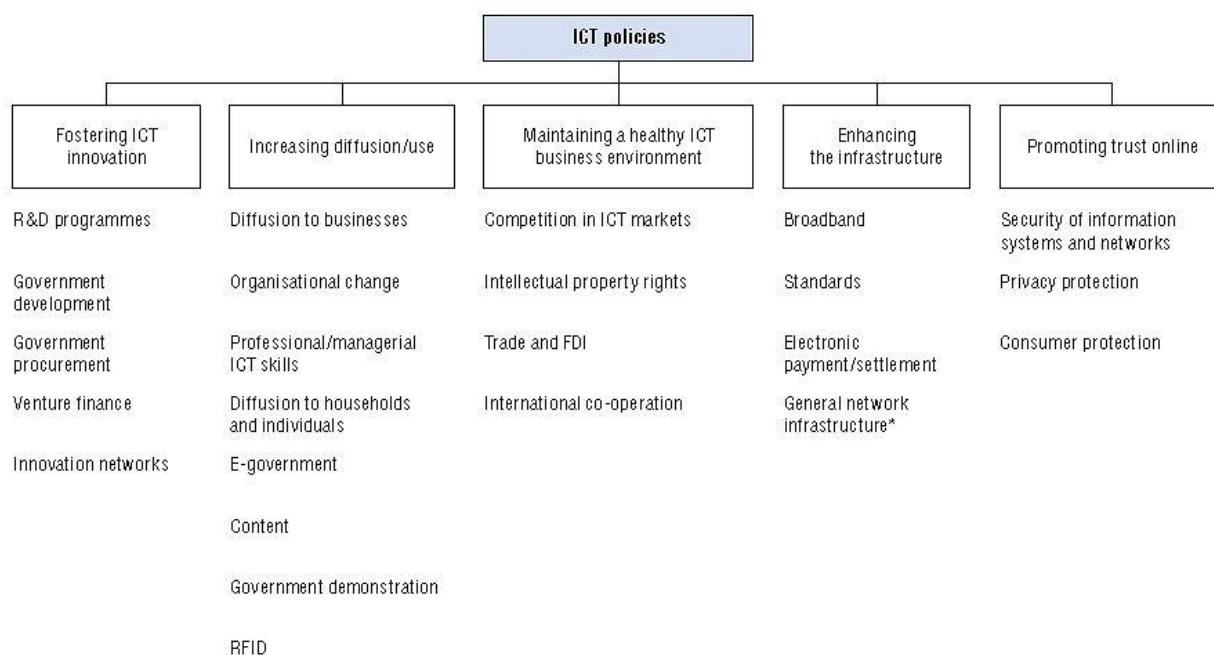 ICT policies
Fostering ICT
innovation
Increasing diffusion/use
Maintaining a healthy ICT
business environment
Enhancing
the infrastructure
Promoting trust online
R&D programmes
Government
development
Government
procurement
Venture finance
Innovation networks
Diffusion to businesses
Organisational change
Professional/managerial
ICT skills
Diffusion to households
and individuals
E-government
Content
Government demonstration
RFID
Competition in ICT markets
Intellectual property rights
Trade and FDI
International co-operation
Broadband
Standards
Electronic
payment/settlement
General network
infrastructure*
Security of information
systems and networks
Privacy protection
Consumer protection